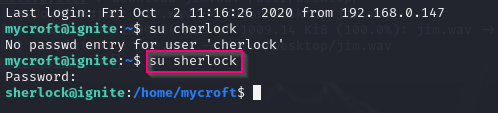 Last login: Fri Oct  2 11:16:26 2020 from 192.168.0.147
mycroft@ignite:~$ su cherlock
No passwd entry for user 'cherlock'
mycroft@ignite:~$ su sherlock
Password:
sherlock@ignite:/home/mycroft$